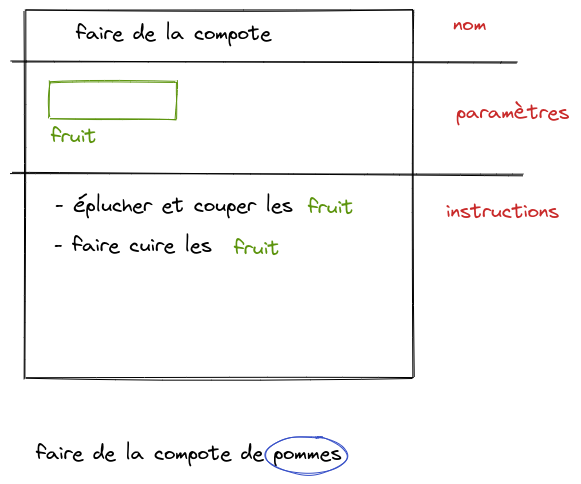 faire de la compote
nom
paramètres
fruit
- éplucher et couper les fruit
instructions
- faire cuire les fruit
faire de la compote de pommes